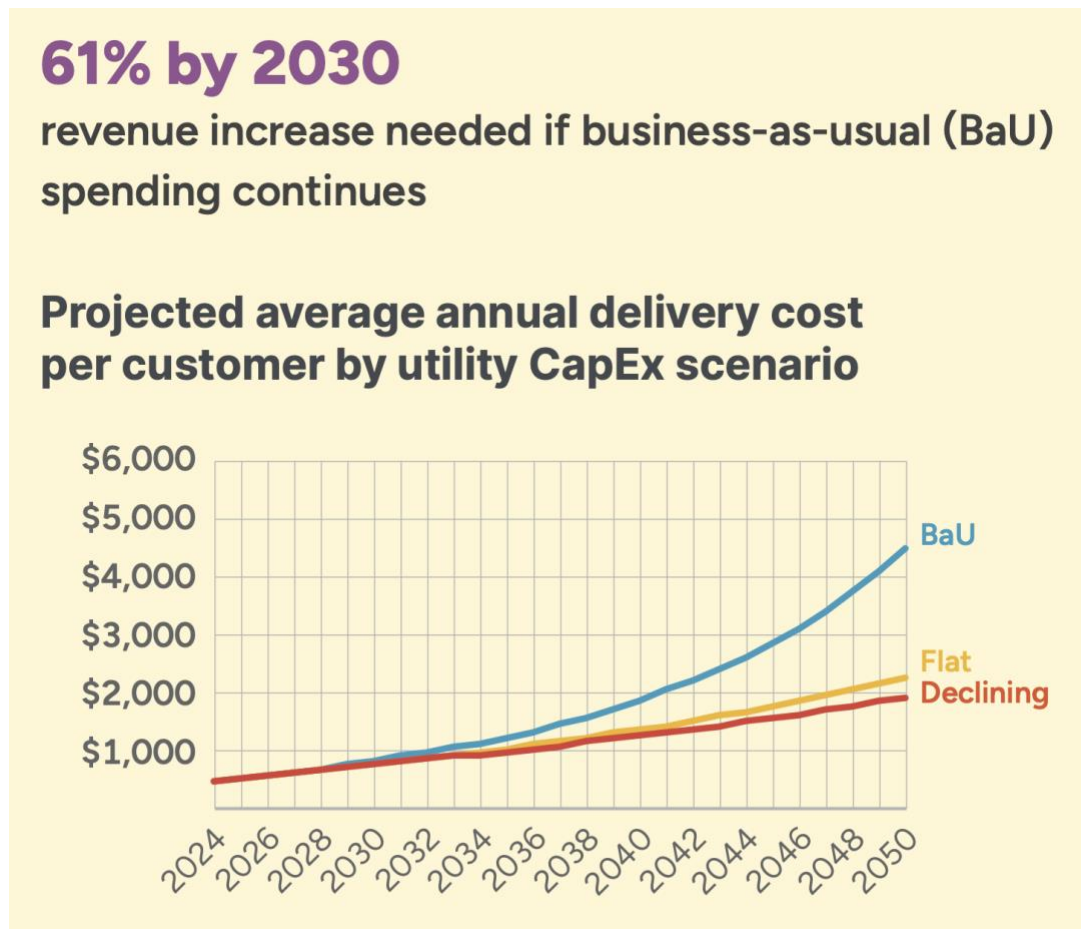 61% by 2030
revenue increase needed if business-as-usual (BaU)
spending continues
Projected average annual delivery cost
per customer by utility CapEx scenario
$6,000
$5,000
$4,000
$3,000
$2,000
$1,000
BaU
Flat
Declining
2024
2026
2028
2030
2032
2034
2036
2038
2040
2042
2044
2046
2048
2050